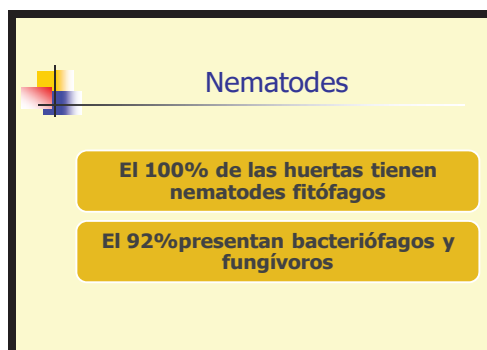 Nematodes
El 100% de las huertas tienen
nematodes fitófagos
El 92%presentan bacteriófagos y
fungívoros